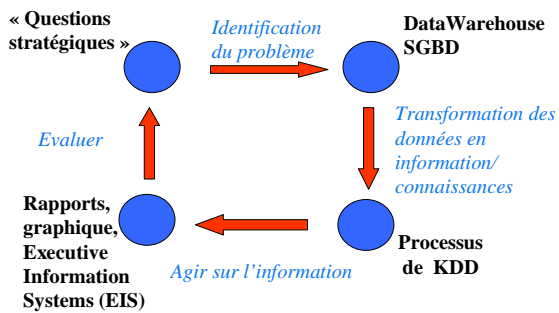 « Questions
stratégiques »
Identification
du problème
DataWarehouse
SGBD
Transformation des
données en
information/
connaissances
Evaluer
Rapports,
graphique,
Executive
Information
Systems (EIS)
Agir sur l’information
Processus
de KDD